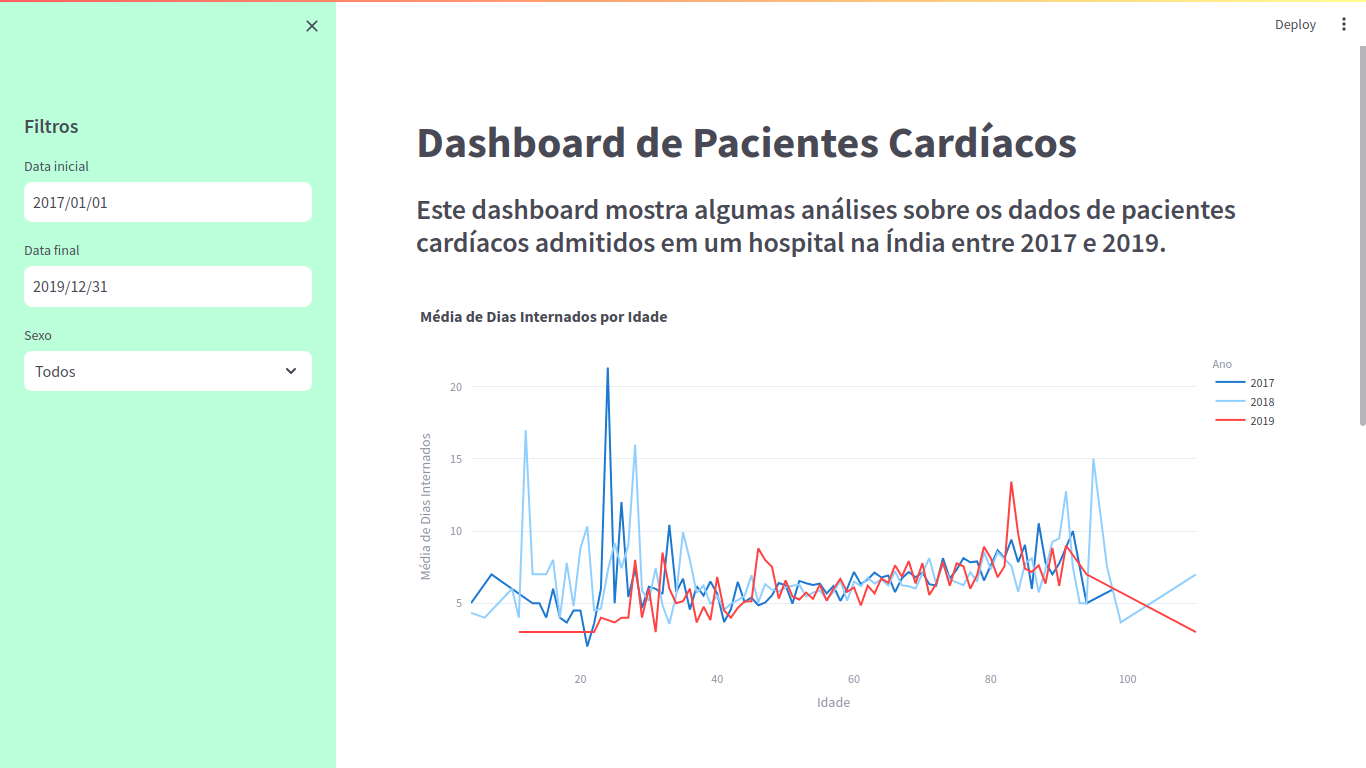 Deploy
Filtros
Data inicial
2017/01/01
Data final
2019/12/31
Sexo
Todos
Dashboard de Pacientes Cardíacos
Este dashboard mostra algumas análises sobre os dados de pacientes
cardíacos admitidos em um hospital na Índia entre 2017 e 2019.
Média de Dias Internados por Idade
Média de Dias Internados
20
15
10
5
20
40
60
80
100
Idade
Ano
2017
2018
2019